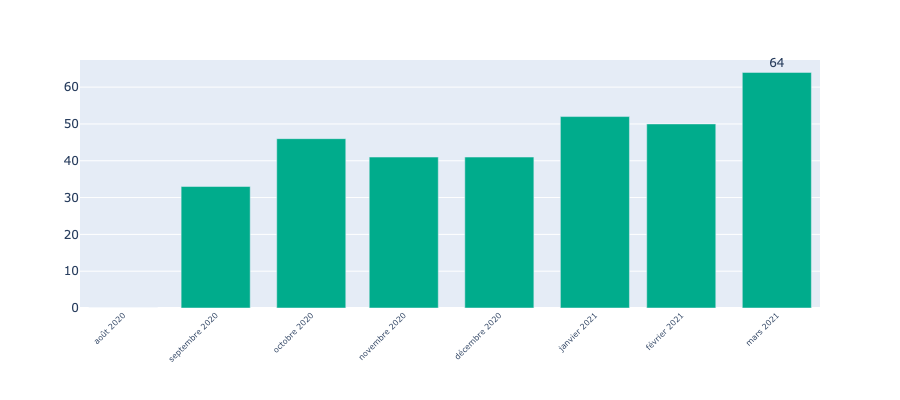 64
60
50
40
30
20
10
0
août 2020
septembre 2020
octobre 2020
novembre 2020
décembre 2020
janvier 2021
février 2021
mars 2021